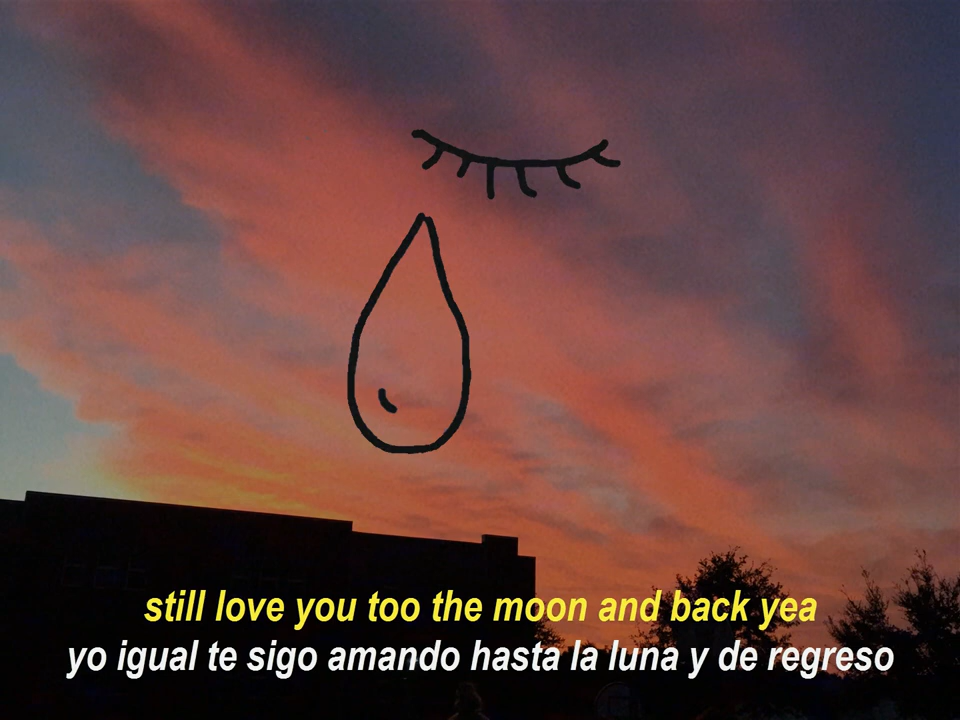 still love you too the moon and back yea
yo igual te sigo amando hasta la luna y de regreso